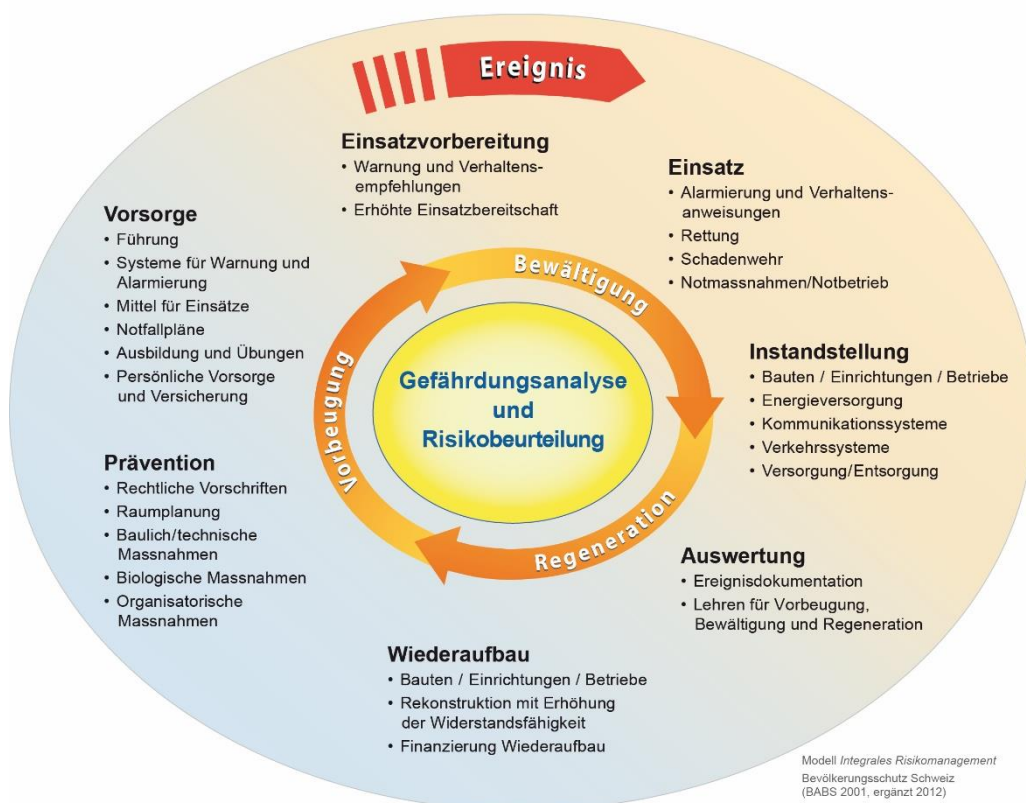 Ereignis
Einsatzvorbereitung
• Warnung und Verhaltens-
empfehlungen
• Erhöhte Einsatzbereitschaft
Einsatz
• Alarmierung und Verhaltens-
anweisungen
• Rettung
• Schadenwehr
• Notmassnahmen/Notbetrieb
Vorsorge
• Führung
• Systeme für Warnung und
Alarmierung
• Mittel für Einsätze
• Notfallpläne
• Ausbildung und Übungen
• Persönliche Vorsorge
und Versicherung
Bewältigung
Vorbeugung
Regeneration
Gefährdungsanalyse
und
Risikobeurteilung
Instandstellung
• Bauten / Einrichtungen / Betriebe
• Energieversorgung
• Kommunikationssysteme
• Verkehrssysteme
• Versorgung/Entsorgung
Prävention
• Rechtliche Vorschriften
• Raumplanung
• Baulich/technische
Massnahmen
• Biologische Massnahmen
• Organisatorische
Massnahmen
Auswertung
• Ereignisdokumentation
• Lehren für Vorbeugung,
Bewältigung und Regeneration
Wiederaufbau
• Bauten / Einrichtungen / Betriebe
• Rekonstruktion mit Erhöhung
der Widerstandsfähigkeit
• Finanzierung Wiederaufbau
Modell Integrales Risikomanagement
Bevölkerungsschutz Schweiz
(BABS 2001, ergänzt 2012)